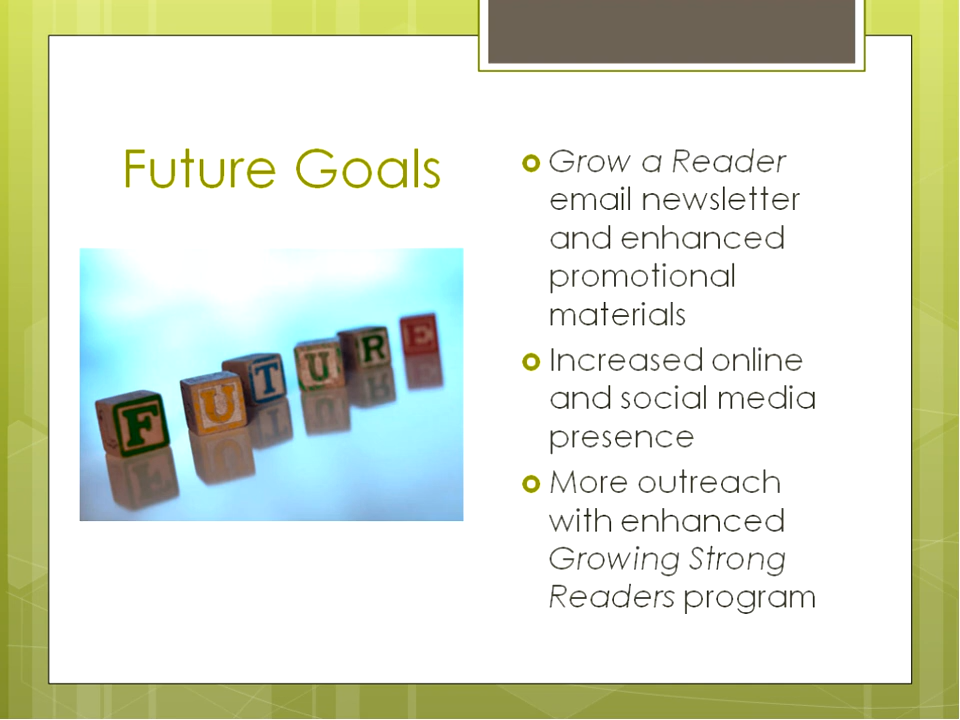 Future Goals
FUTURE
Grow a Reader
email newsletter
and enhanced
promotional
materials
Increased online
and social media
presence
More outreach
with enhanced
Growing Strong
Readers program